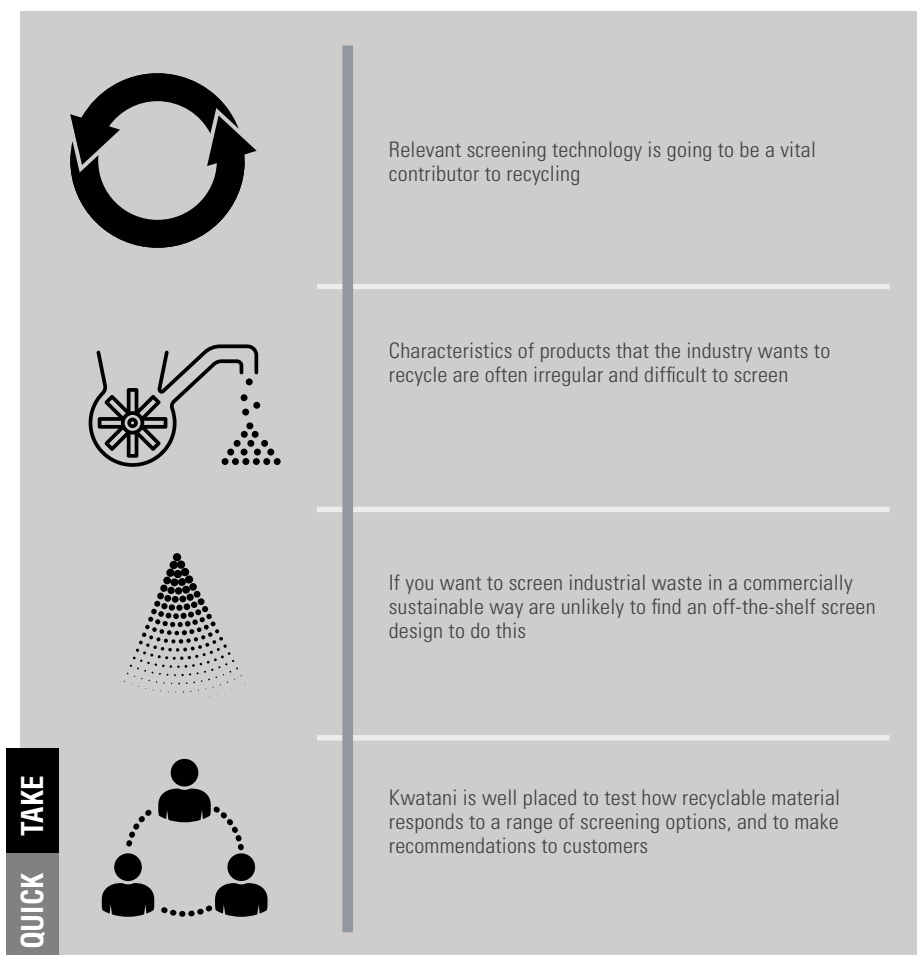 Relevant screening technology is going to be a vital
contributor to recycling
Characteristics of products that the industry wants to
recycle are often irregular and difficult to screen
If you want to screen industrial waste in a commercially
sustainable way are unlikely to find an off-the-shelf screen
design to do this
Kwatani is well placed to test how recyclable material
responds to a range of screening options, and to make
recommendations to customers
QUICK TAKE